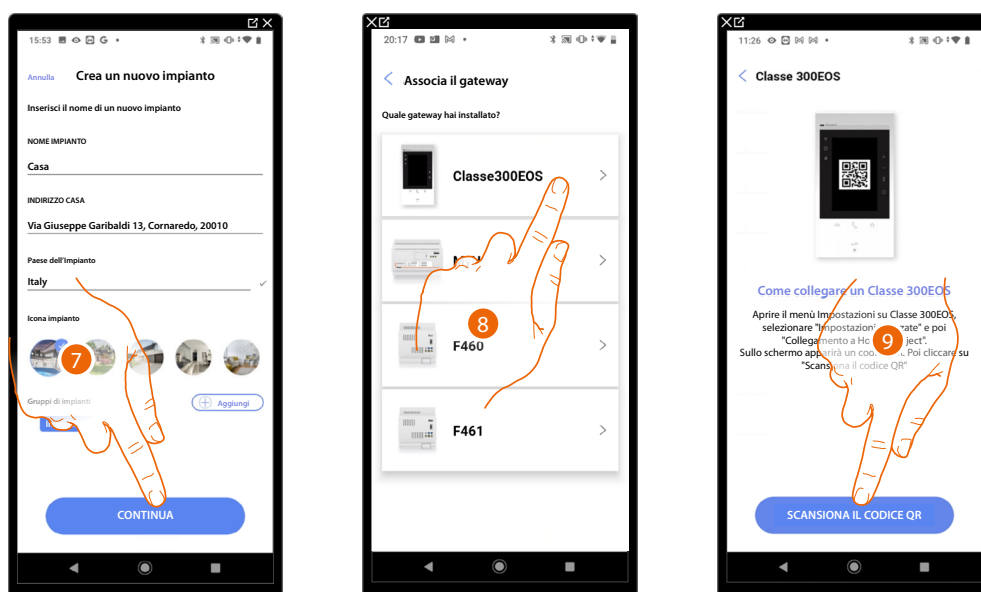 15:53
G
Annulla
Crea un nuovo impianto
Inserisci il nome di un nuovo impianto
NOME IMPIANTO
Casa
INDIRIZZO CASA
Via Giuseppe Garibaldi 13, Cornaredo, 20010
Paese dell'Impianto
Italy
Icona impianto
7
Gruppi di impianti
Aggiungi
CONTINUA
20:17
Associa il gateway
Quale gateway hai installato?
Classe300EOS
8
F460
F461
11:26
Classe 300EOS
Come collegare un Classe 300EOS
Aprire il menù Impostazioni su Classe 300EOS,
selezionare "Impostazioni e poi
"Collegamento a
Sullo schermo apparirà un Poi cliccare su
"Scansiona il codice QR"
9
SCANSIONA IL CODICE QR